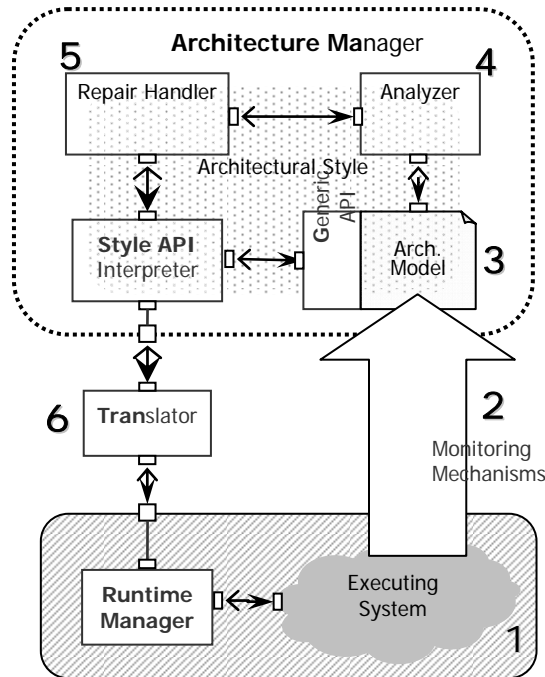 Architecture Manager
5
4
Repair Handler
Analyzer
Architectural Style
Generic
API
Style API
Interpreter
Arch.
Model
3
6
Translator
2
Monitoring
Mechanisms
Runtime
Manager
Executing
System
1